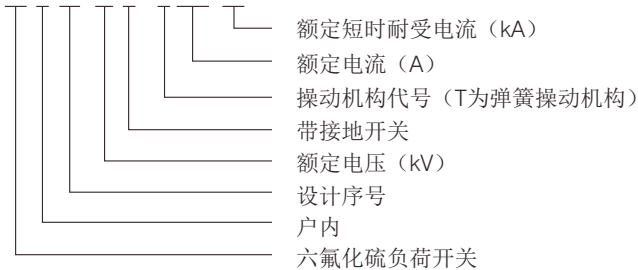 额定短时耐受电流（kA）
额定电流（A）
操动机构代号（T为弹簧操动机构）
带接地开关
额定电压（kV）
设计序号
户内
六氟化硫负荷开关